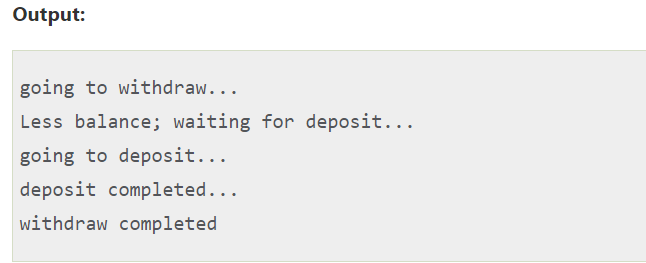 Output:
going to withdraw...
Less balance; waiting for deposit...
going to deposit...
deposit completed...
withdraw completed